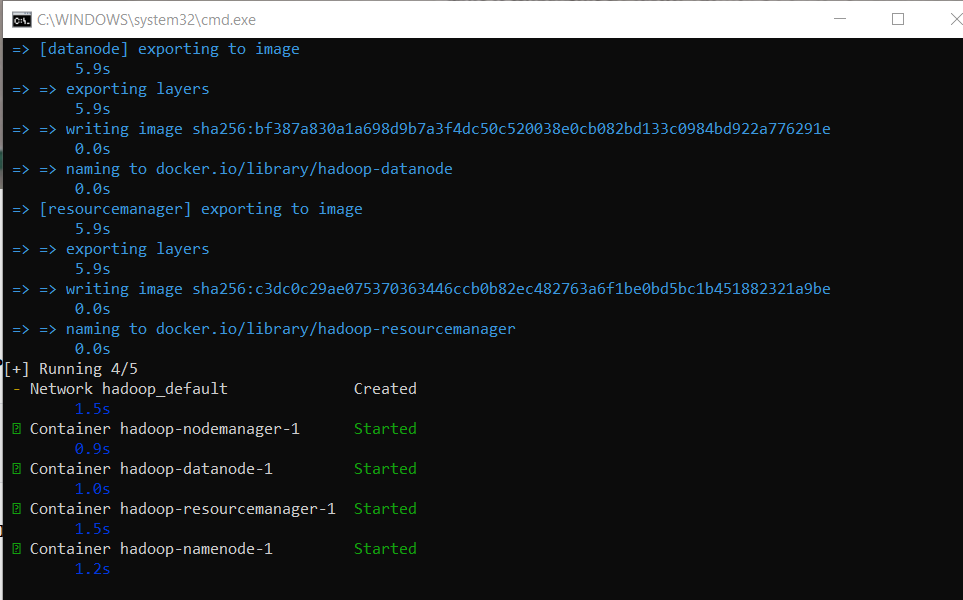 C:\WINDOWS\system32\cmd.exe
=> [datanode] exporting to image
5.9s
=> => exporting layers
5.9s
=> => writing image sha256:bf387a830a1a698d9b7a3f4dc50c520038e0cb082bd133c0984bd922a776291e
0.0s
=> => naming to docker.io/library/hadoop-datanode
0.0s
=> [resourcemanager] exporting to image
5.9s
=> => exporting layers
5.9s
=> => writing image sha256:c3dc0c29ae075370363446ccb0b82ec482763a6f1be0bd5bc1b451882321a9be
0.0s
=> => naming to docker.io/library/hadoop-resourcemanager
0.0s
[+] Running 4/5
- Network hadoop_default Created
1.5s
? Container hadoop-nodemanager-1 Started
0.9s
? Container hadoop-datanode-1 Started
1.0s
? Container hadoop-resourcemanager-1 Started
1.5s
? Container hadoop-namenode-1 Started
1.2s